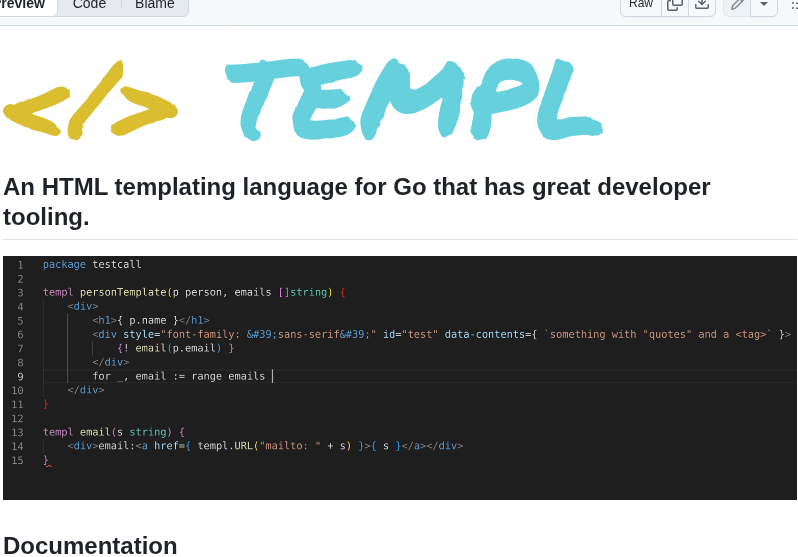 Preview Code Blame Raw
</> TEMPL
An HTML templating language for Go that has great developer
tooling.
1 package testcall
2
3 templ personTemplate(p person, emails []string) {
4 <div>
5 <h1>{ p.name }</h1>
6 <div style="font-family: &#39;sans-serif&#39;" id="test" data-contents={ `something with "quotes" and a <tag>` }>
7 {! email(p.email) }
8 </div>
9 for _, email := range emails
10 </div>
11 }
12
13 templ email(s string) {
14 <div>email:<a href={ templ.URL("mailto: " + s) }>{ s }</a></div>
15 }
Documentation